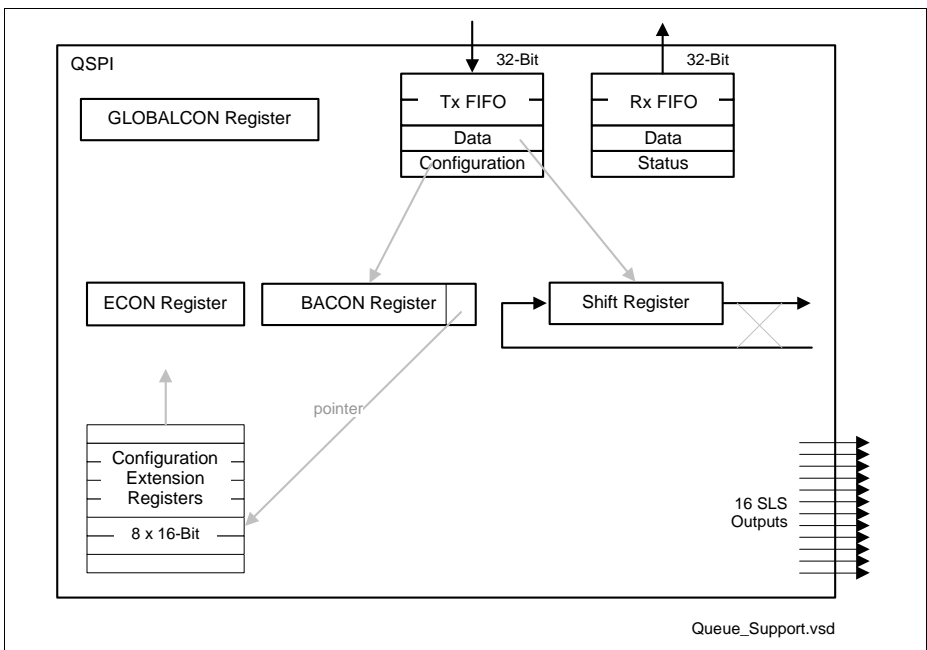 QSPI
32-Bit
32-Bit
GLOBALCON Register
Tx FIFO
Data
Configuration
Rx FIFO
Data
Status
ECON Register
BACON Register
Shift Register
pointer
Configuration
Extension
Registers
8 x 16-Bit
16 SLS
Outputs
Queue_Support.vsd